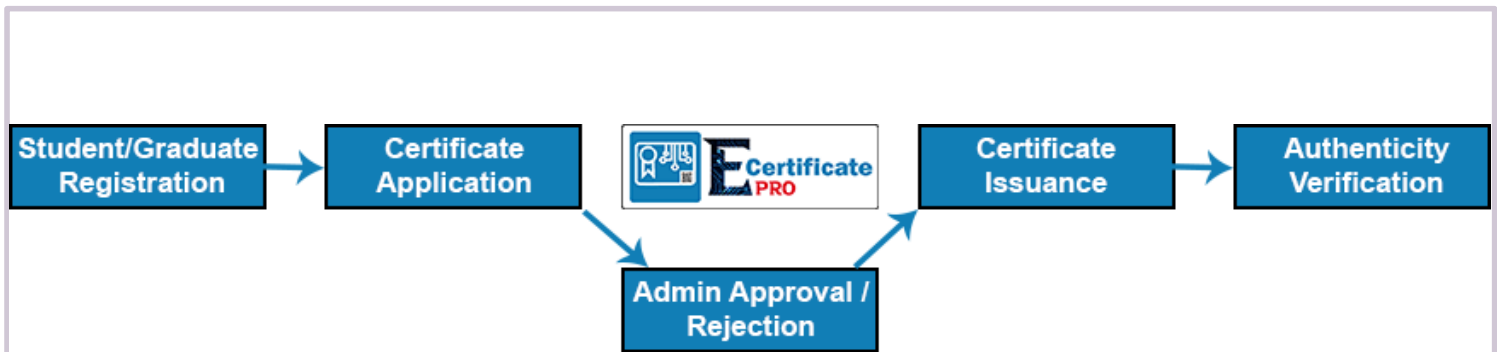 Student/Graduate
Registration
Certificate
Application
E Certificate
PRO
Admin Approval /
Rejection
Certificate
Issuance
Authenticity
Verification